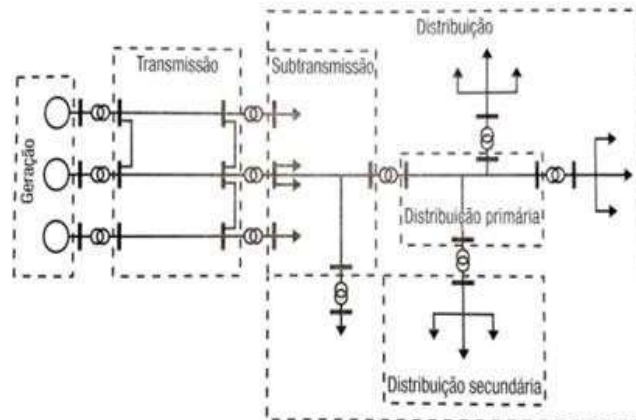 Distribuição
Transmissão
Subtransmissão
Geração
Distribuição primária
Distribuição secundária